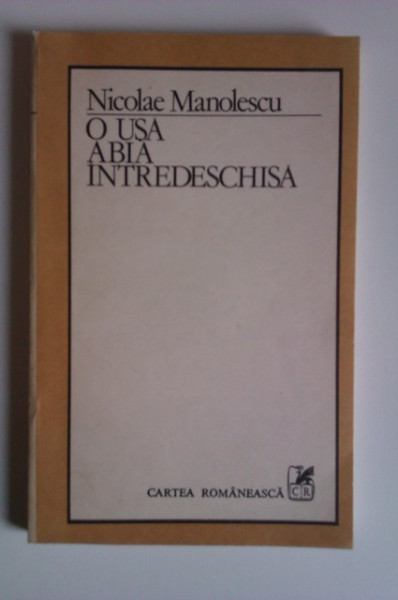 Nicolae Manolescu
O USA
ABIA
INTREDESCHISA
CARTEA ROMÂNEASCĂ
CR